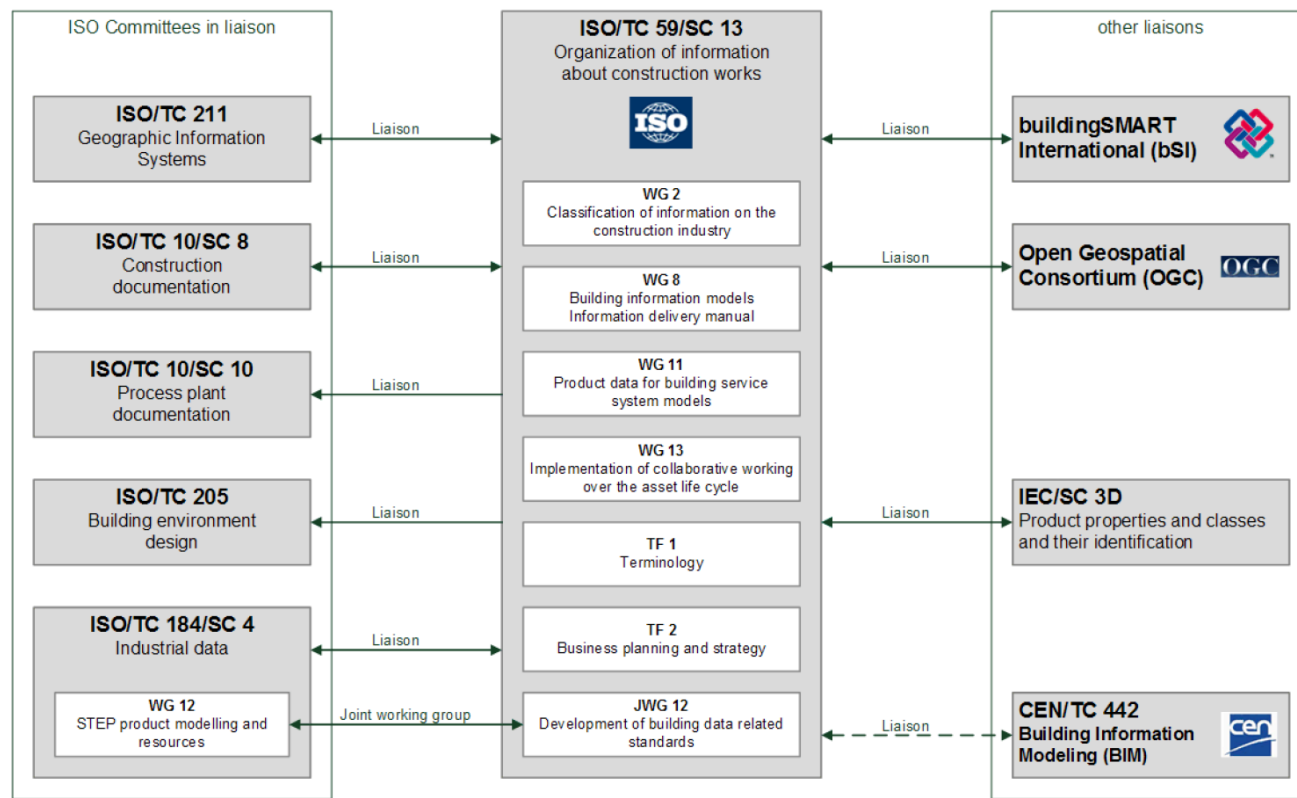 ISO Committees in liaison
ISO/TC 211
Geographic Information
Systems
ISO/TC 10/SC 8
Construction
documentation
ISO/TC 10/SC 10
Process plant
documentation
ISO/TC 205
Building environment
design
ISO/TC 184/SC 4
Industrial data
WG 12
STEP product modelling and
resources
Liaison
Liaison
Liaison
Liaison
Liaison
Joint working group
ISO/TC 59/SC 13
Organization of information
about construction works
ISO
WG 2
Classification of information on the
construction industry
WG 8
Building information models
Information delivery manual
WG 11
Product data for building service
system models
WG 13
Implementation of collaborative working
over the asset life cycle
TF 1
Terminology
TF 2
Business planning and strategy
JWG 12
Development of building data related
standards
Liaison
Liaison
Liaison
Liaison
other liaisons
buildingSMART
International (bSI)
Open Geospatial
Consortium (OGC)
OGC
IEC/SC 3D
Product properties and classes
and their identification
CEN/TC 442
Building Information
Modeling (BIM)
cen